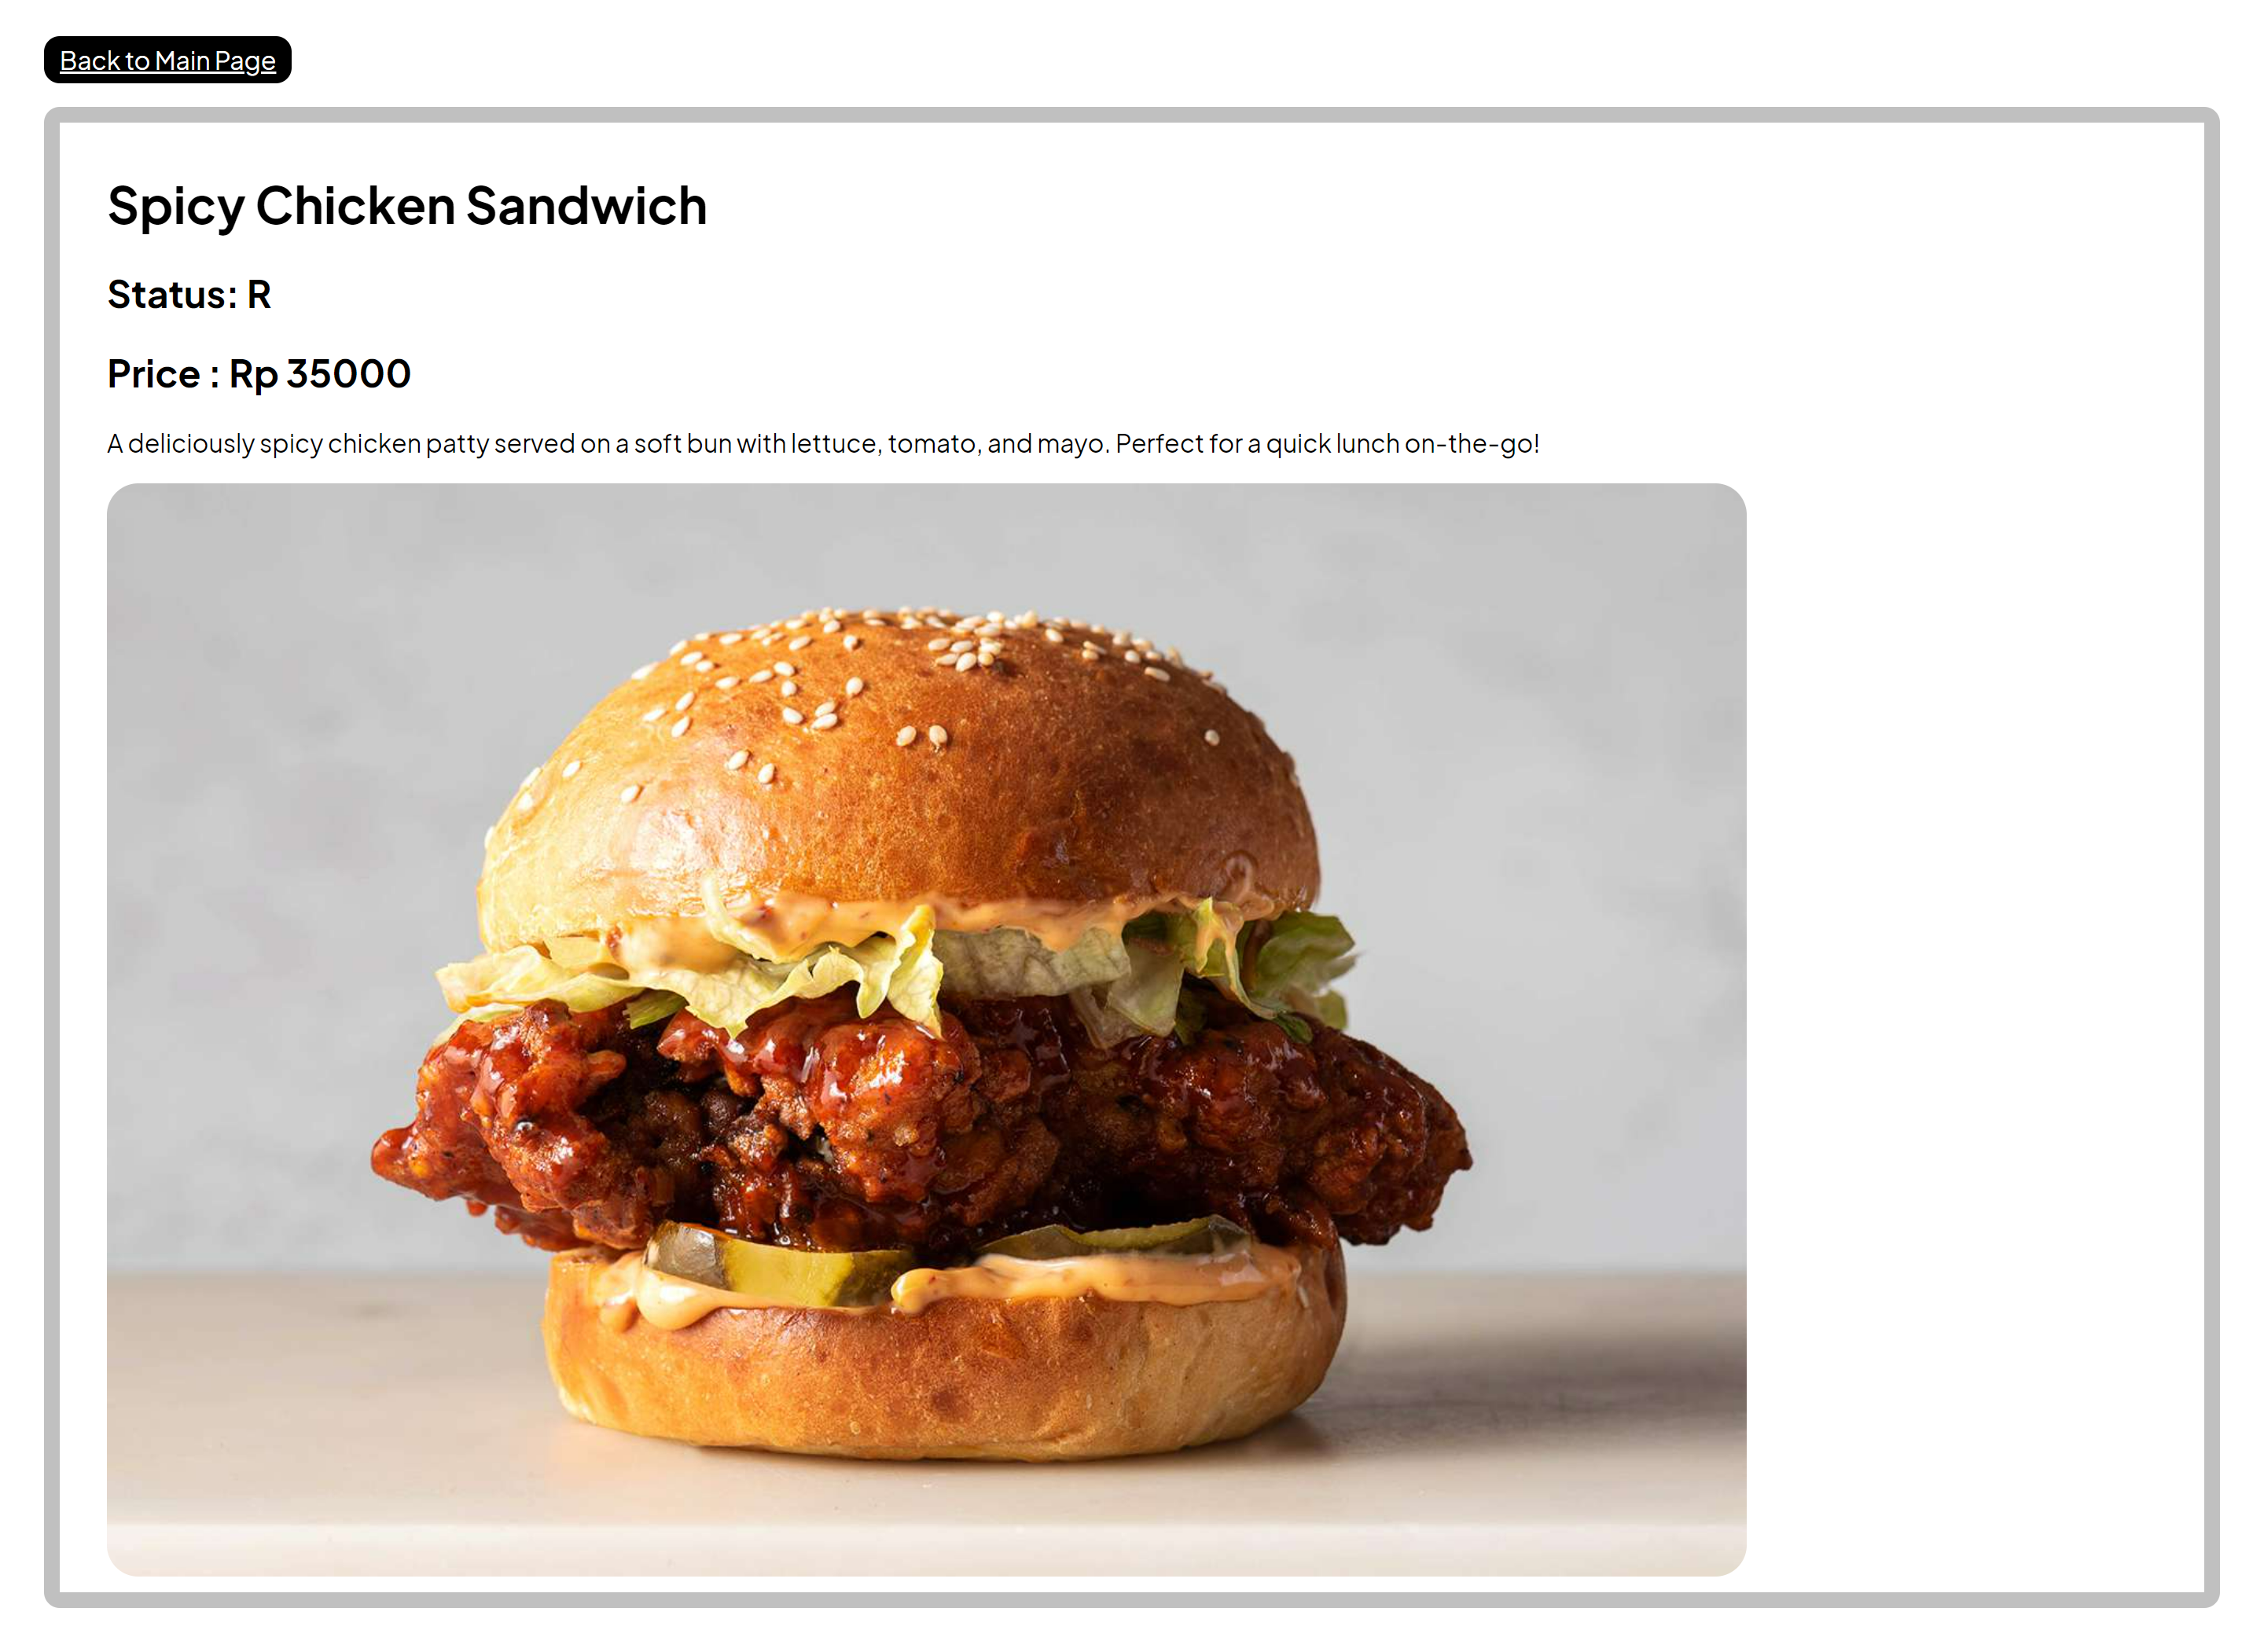 Back to Main Page
Spicy Chicken Sandwich
Status: R
Price : Rp 35000
A deliciously spicy chicken patty served on a soft bun with lettuce, tomato, and mayo. Perfect for a quick lunch on-the-go!